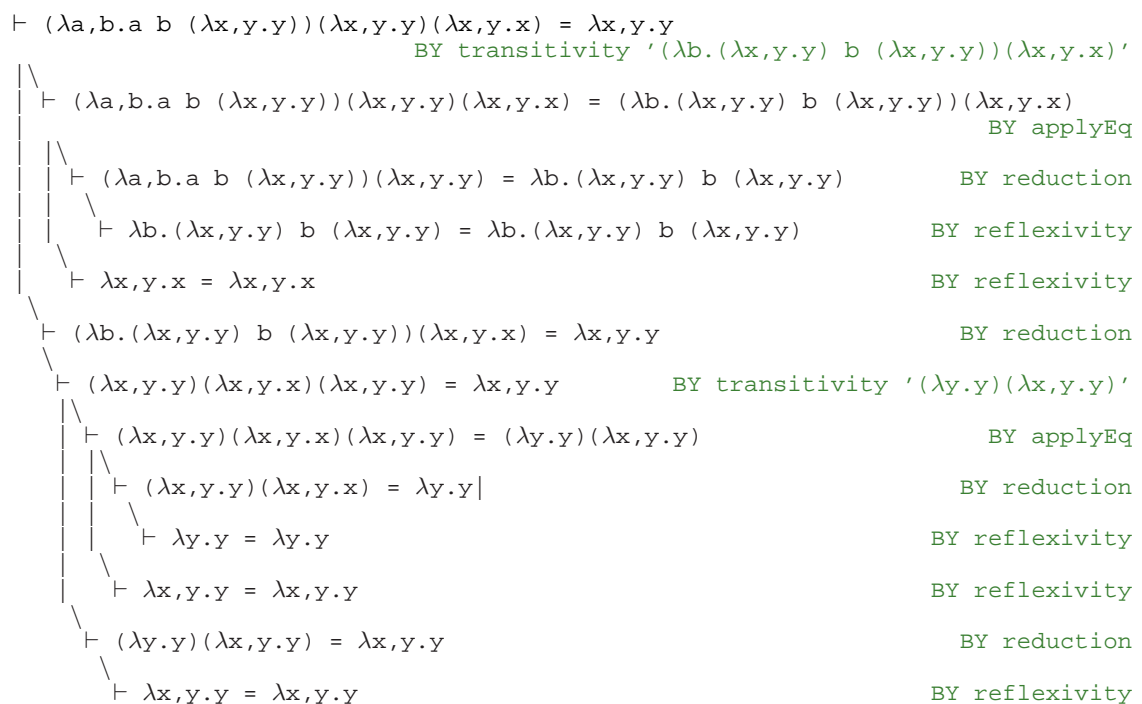 ⊢ (λa,b.a b (λx,y.y))(λx,y.y)(λx,y.x) = λx,y.y
BY transitivity '(λb.(λx,y.y) b (λx,y.y))(λx,y.x)'
⊢ (λa,b.a b (λx,y.y))(λx,y.y)(λx,y.x) = (λb.(λx,y.y) b (λx,y.y))(λx,y.x)
BY applyEq
⊢ (λa,b.a b (λx,y.y))(λx,y.y) = λb.(λx,y.y) b (λx,y.y) BY reduction
⊢ λb.(λx,y.y) b (λx,y.y) = λb.(λx,y.y) b (λx,y.y) BY reflexivity
⊢ λx,y.x = λx,y.x BY reflexivity
⊢ (λb.(λx,y.y) b (λx,y.y))(λx,y.x) = λx,y.y BY reduction
⊢ (λx,y.y)(λx,y.x)(λx,y.y) = λx,y.y BY transitivity '(λy.y)(λx,y.y)'
⊢ (λx,y.y)(λx,y.x)(λx,y.y) = (λy.y)(λx,y.y) BY applyEq
⊢ (λx,y.y)(λx,y.x) = λy.y| BY reduction
⊢ λy.y = λy.y BY reflexivity
⊢ λx,y.y = λx,y.y BY reflexivity
⊢ (λy.y)(λx,y.y) = λx,y.y BY reduction
⊢ λx,y.y = λx,y.y BY reflexivity